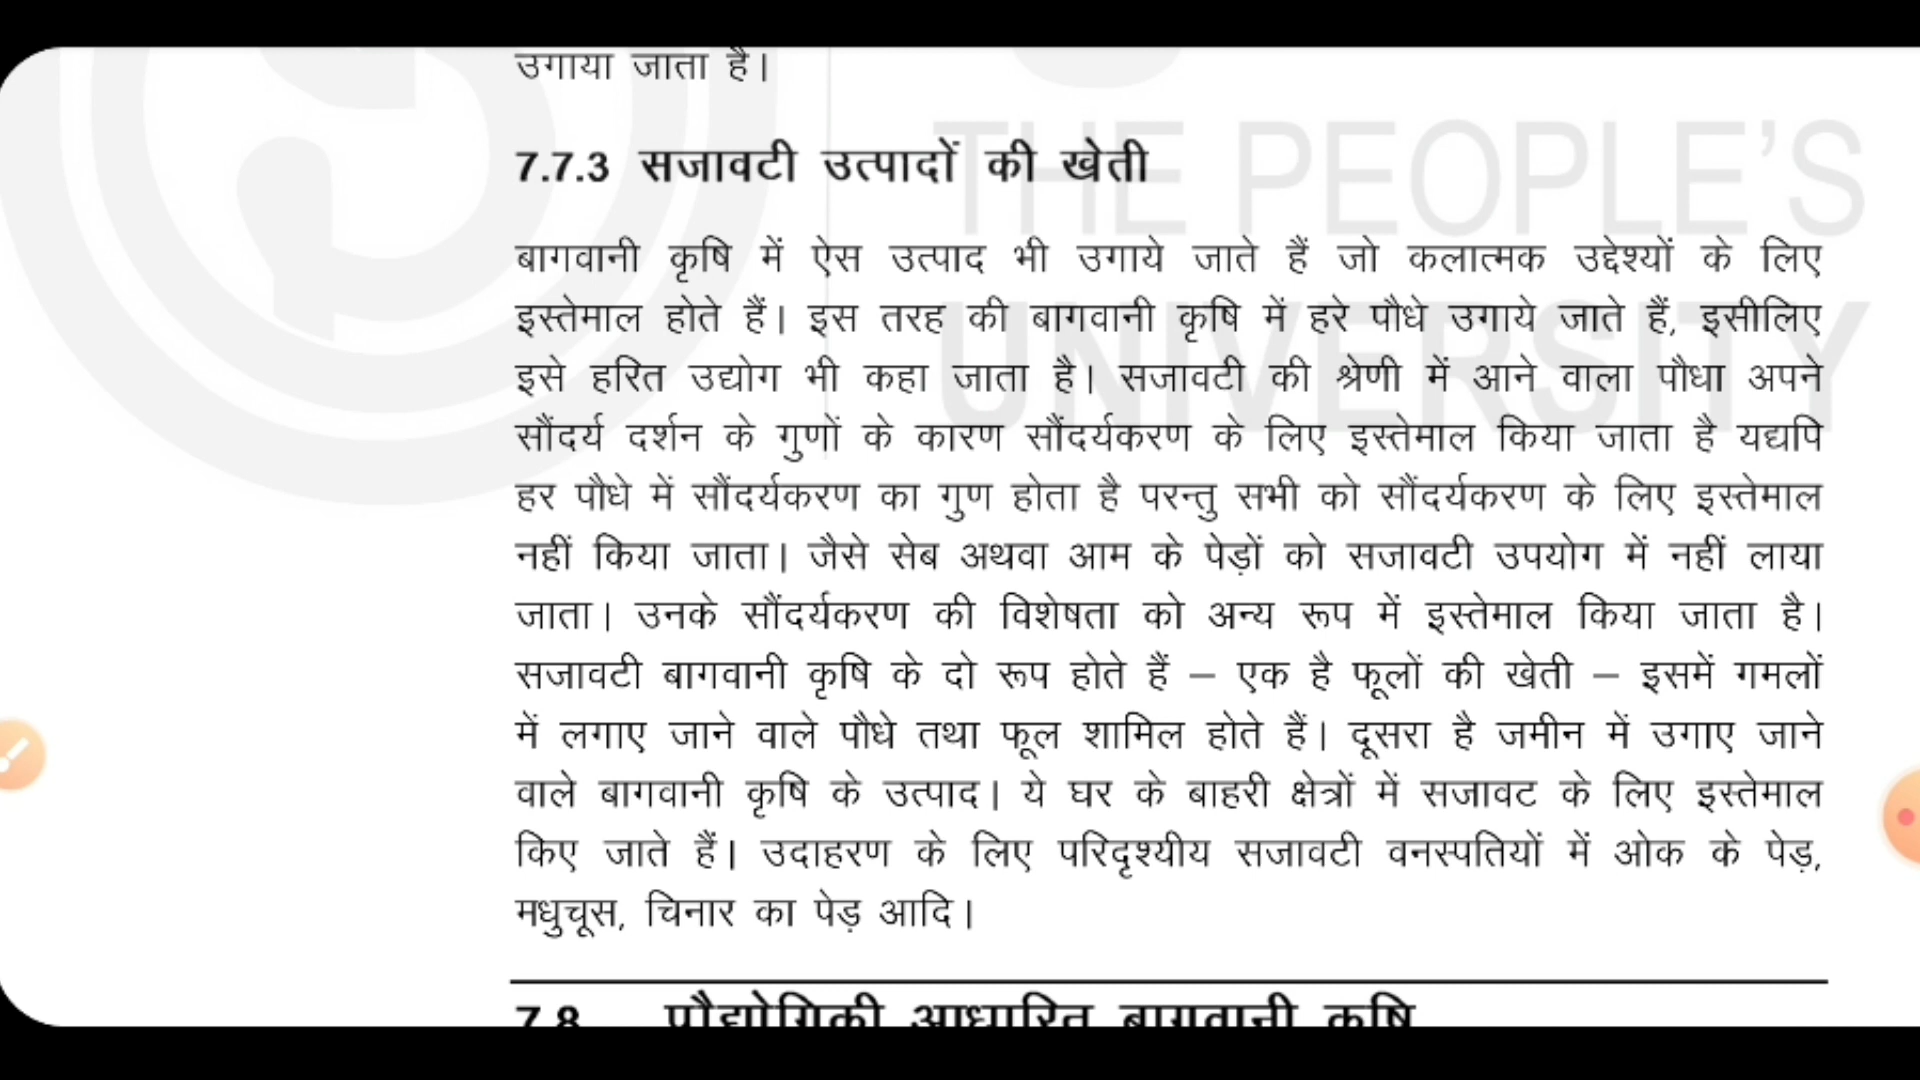 उगाया जाता है।
THE PEOPLE'S
7.7.3 सजावटी उत्पादों की खेती
बागवानी कृषि में ऐस उत्पाद भी उगाये जाते हैं जो कलात्मक उद्देश्यों के लिए
UNIVERSITY
इस्तेमाल होते हैं। इस तरह की बागवानी कृषि में हरे पौधे उगाये जाते हैं, इसीलिए
इसे हरित उद्योग भी कहा जाता है। सजावटी की श्रेणी में आने वाला पौधा अपने
सौंदर्य दर्शन के गुणों के कारण सौंदर्यकरण के लिए इस्तेमाल किया जाता है यद्यपि
हर पौधे में सौंदर्यकरण का गुण होता है परन्तु सभी को सौंदर्यकरण के लिए इस्तेमाल
नहीं किया जाता। जैसे सेब अथवा आम के पेड़ों को सजावटी उपयोग में नहीं लाया
जाता। उनके सौंदर्यकरण की विशेषता को अन्य रूप में इस्तेमाल किया जाता है।
सजावटी बागवानी कृषि के दो रूप होते हैं – एक है फूलों की खेती – इसमें गमलों
में लगाए जाने वाले पौधे तथा फूल शामिल होते हैं। दूसरा है जमीन में उगाए जाने
वाले बागवानी कृषि के उत्पाद। ये घर के बाहरी क्षेत्रों में सजावट के लिए इस्तेमाल
किए जाते हैं। उदाहरण के लिए परिदृश्यीय सजावटी वनस्पतियों में ओक के पेड़,
मधुचूस, चिनार का पेड़ आदि।
7.8 प्रौद्योगिकी आधारित बागवानी कृषि